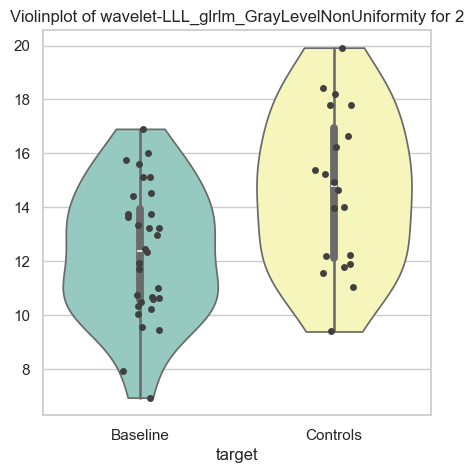 Violinplot of wavelet-LLL_glrlm_GrayLevelNonUniformity for 2
20
18
16
14
12
10
8
Baseline
Controls
target